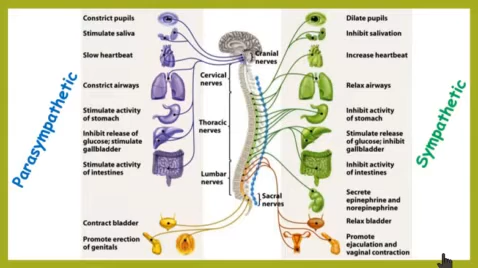 Parasympathetic
Constrict pupils
Stimulate saliva
Slow heartbeat
Constrict airways
Stimulate activity
of stomach
Inhibit release of
glucose; stimulate
gallbladder
Stimulate activity
of intestines
Contract bladder
Promote erection
of genitals
Cranial
nerves
Cervical
nerves
Thoracic
nerves
Lumbar
nerves
Sacral
nerves
Dilate pupils
Inhibit salivation
Increase heartbeat
Relax airways
Inhibit activity
of stomach
Stimulate release
of glucose; inhibit
gallbladder
Inhibit activity
of intestines
Secrete
epinephrine and
norepinephrine
Relax bladder
Promote
ejaculation and
vaginal contraction
Sympathetic